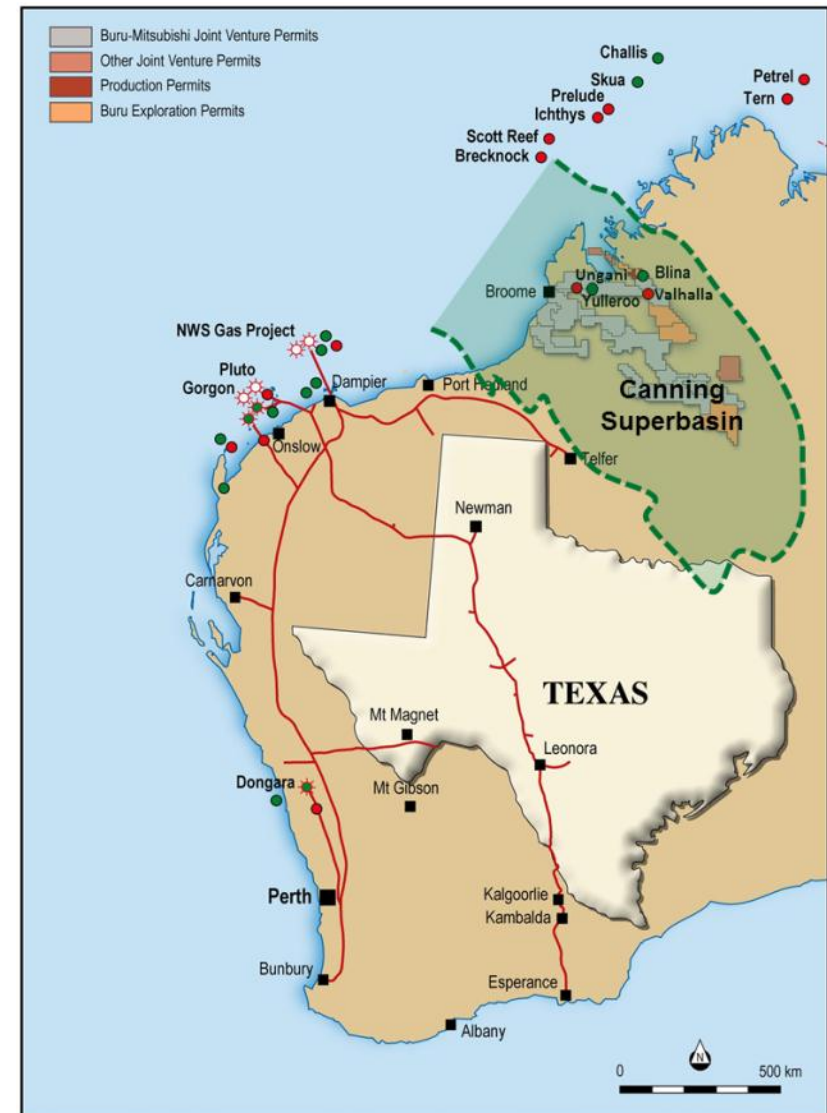 Buru-Mitsubishi Joint Venture Permits
Other Joint Venture Permits
Production Permits
Buru Exploration Permits
Challis
Skua
Petrel
Prelude
Tern
Ichthys
Scott Reef
Brecknock
Ungani
Blina
Broome
Yulleroo
Valhalla
NWS Gas Project
Pluto
Gorgon
Dampier
Port Hedland
Canning
Superbasin
Onslow
Telfer
Newman
Carnarvon
TEXAS
Mt Magnet
Leonora
Dongara
Mt Gibson
Perth
Kalgoorlie
Kambalda
Bunbury
Esperance
Albany
N
0 500 km